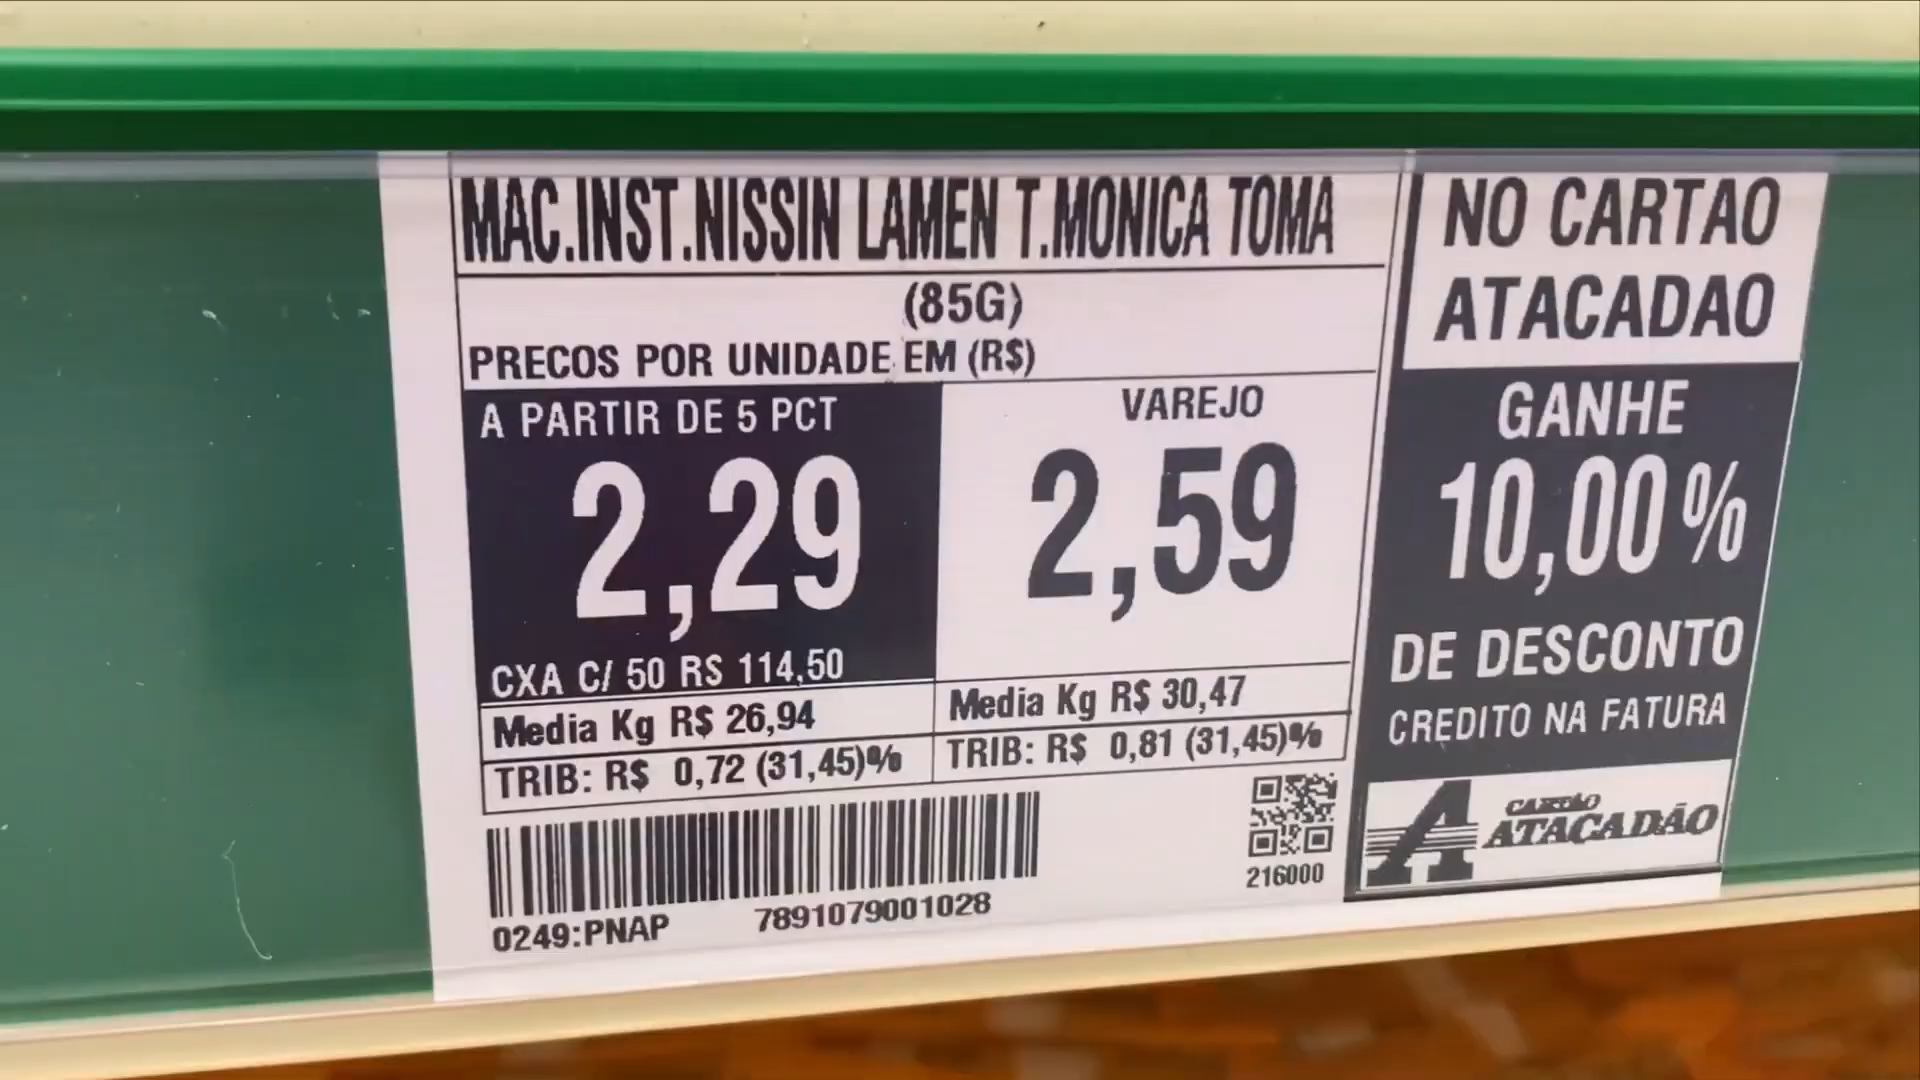 MAC.INST.NISSIN LAMEN T.MONICA TOMA
(85G)
PRECOS POR UNIDADE EM (R$)
A PARTIR DE 5 PCT
2,29
CXA C/ 50 R$ 114,50
Media Kg R$ 26,94
TRIB: R$ 0,72 (31,45)%
VAREJO
2,59
Media Kg R$ 30,47
TRIB: R$ 0,81 (31,45)%
0249:PNAP 7891079001028
216000
NO CARTAO
ATACADAO
GANHE
10,00%
DE DESCONTO
CREDITO NA FATURA
A
CARTÃO
ATACADÃO